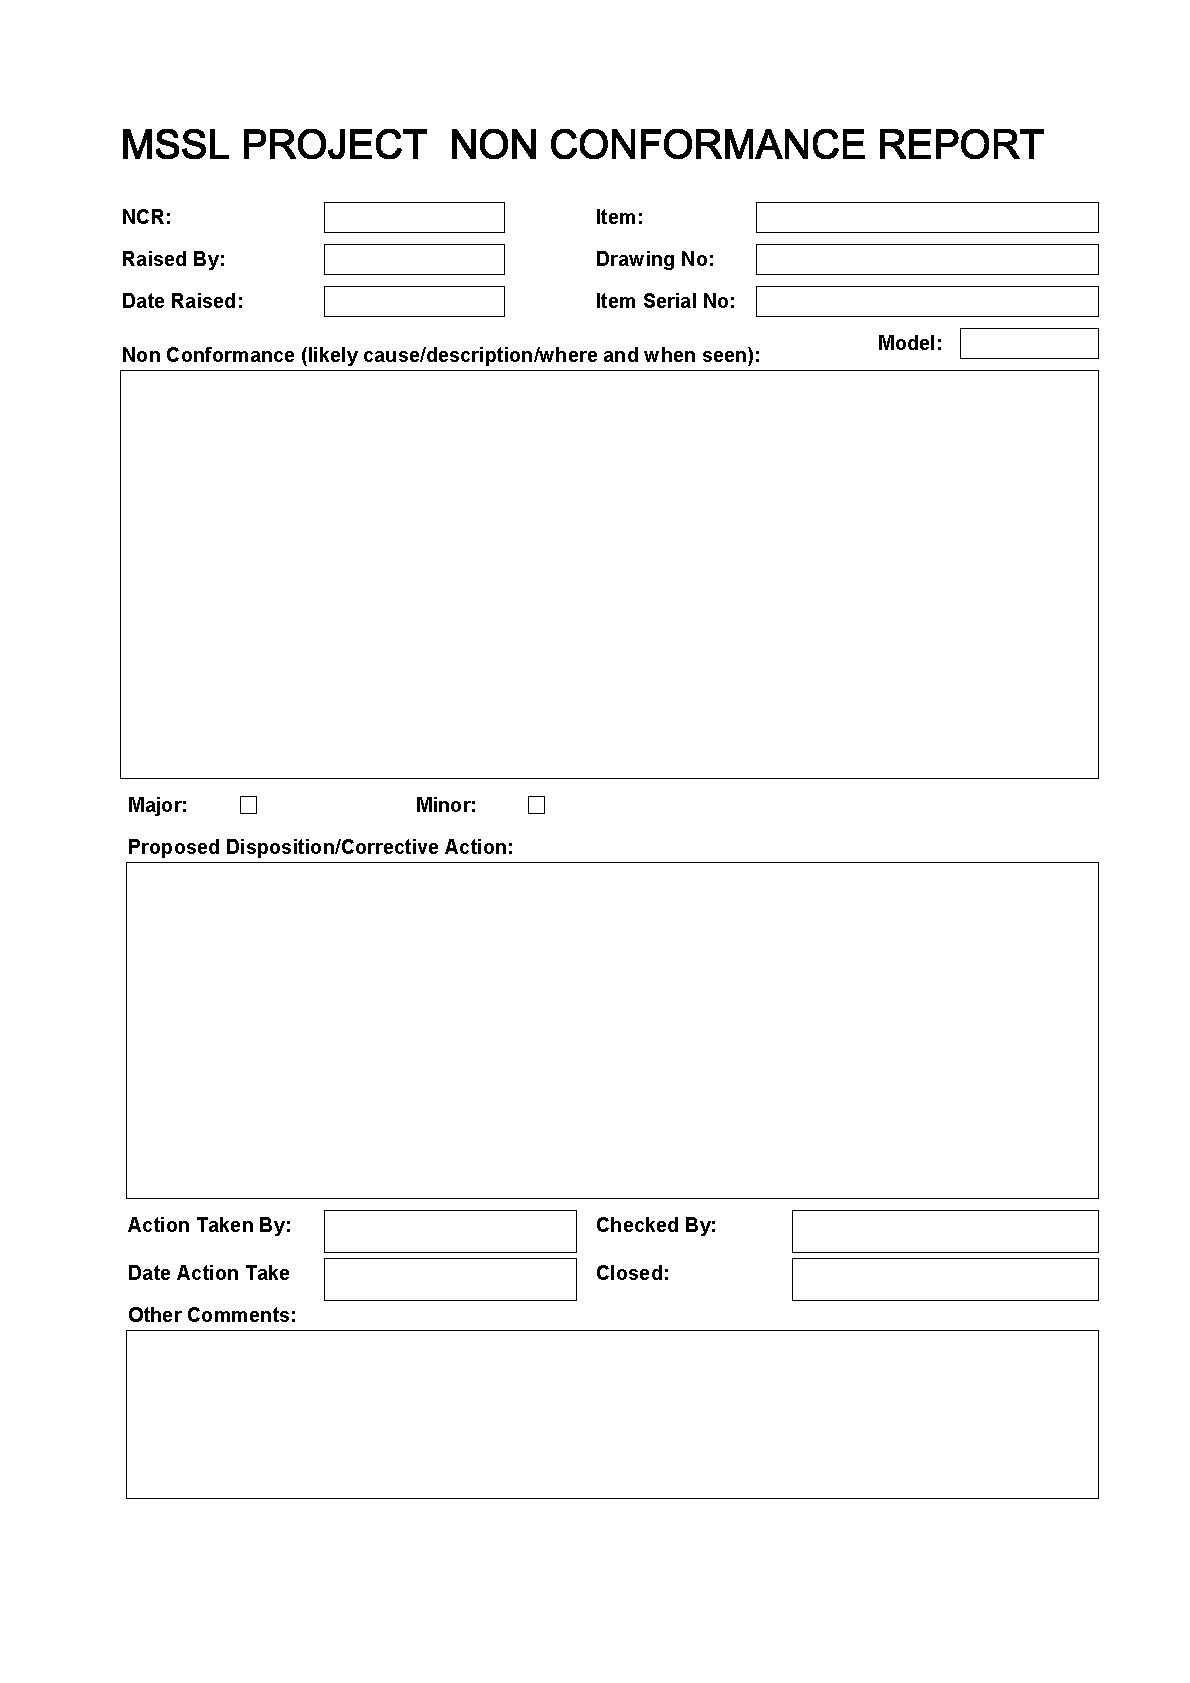 MSSL PROJECT  NON CONFORMANCE REPORT
NCR: Item:
Raised By: Drawing No:
Date Raised: Item Serial No:
Model:
Non Conformance (likely cause/description/where and when seen):
Major: Minor:
Proposed Disposition/Corrective Action:
Action Taken By: Checked By:
Date Action Take Closed:
Other Comments: